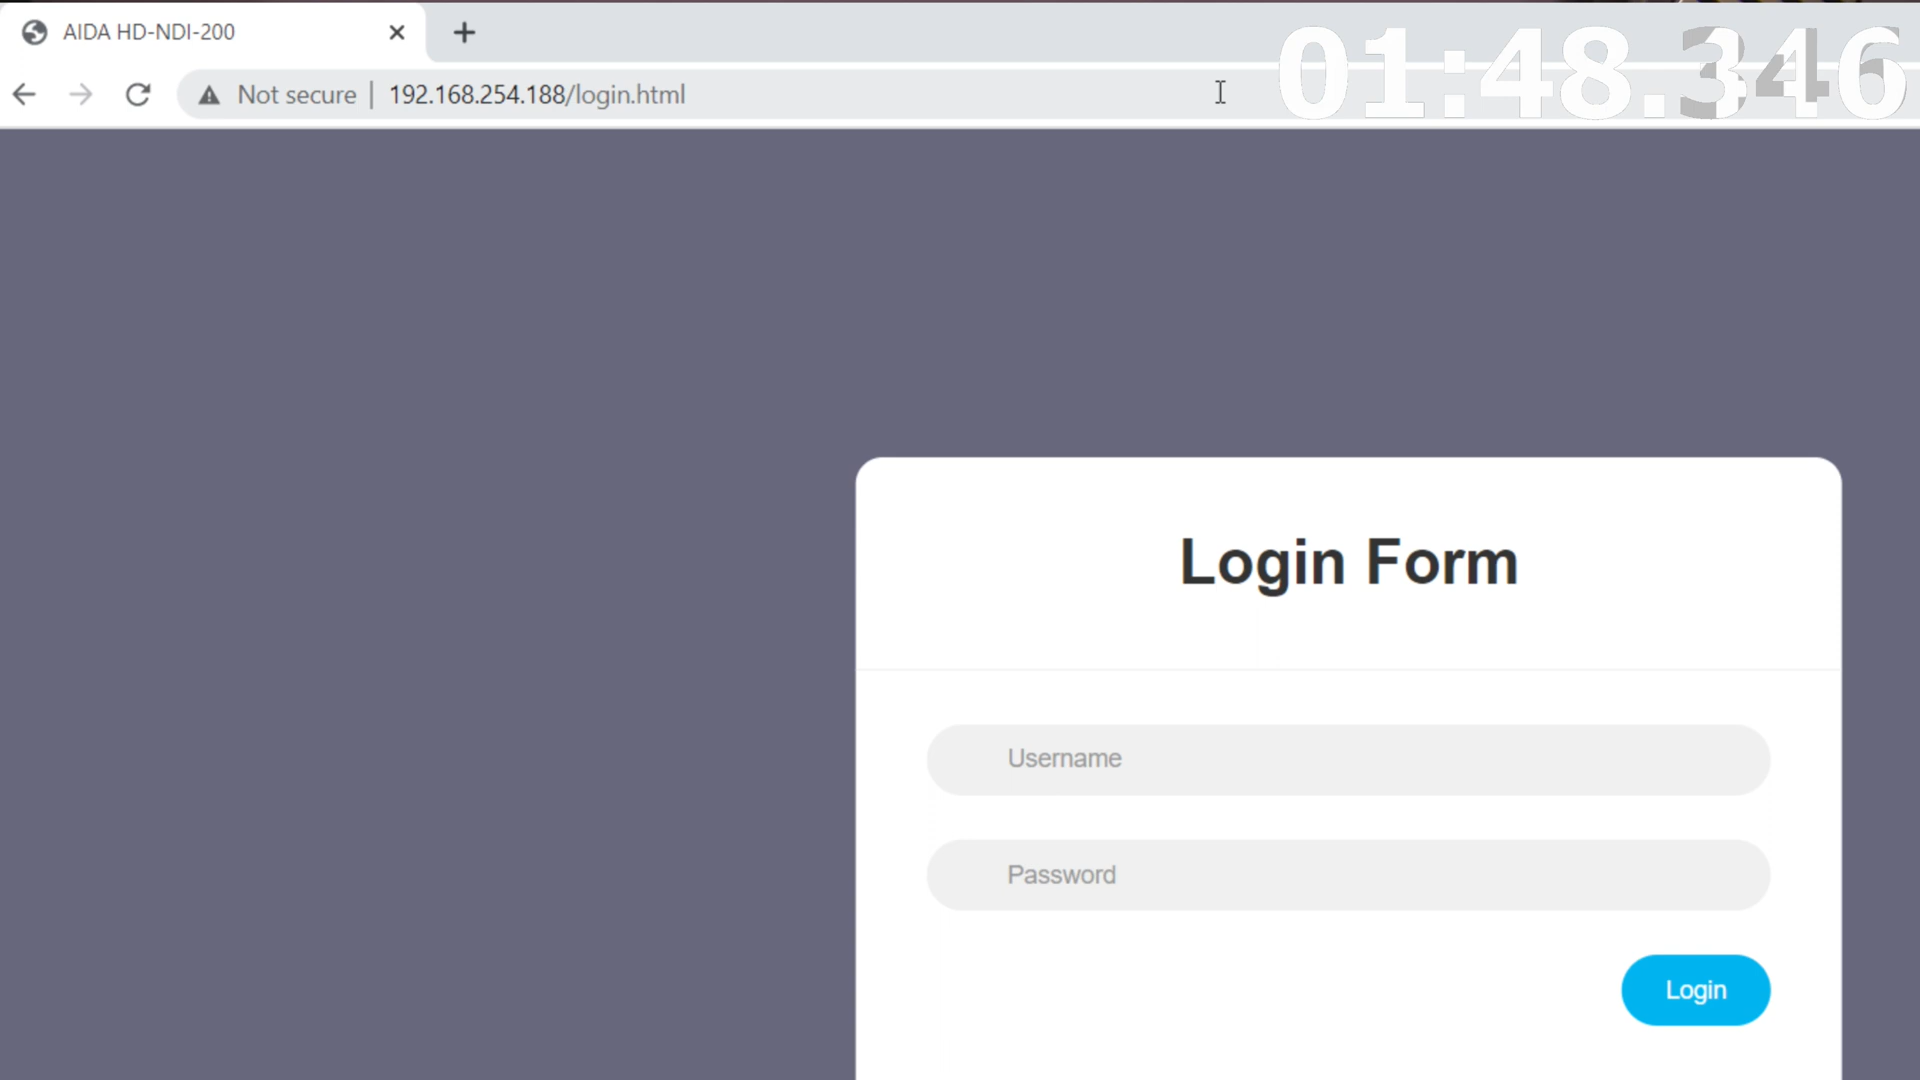 AIDA HD-NDI-200
01:48.346
Not secure | 192.168.254.188/login.html
Login Form
Username
Password
Login